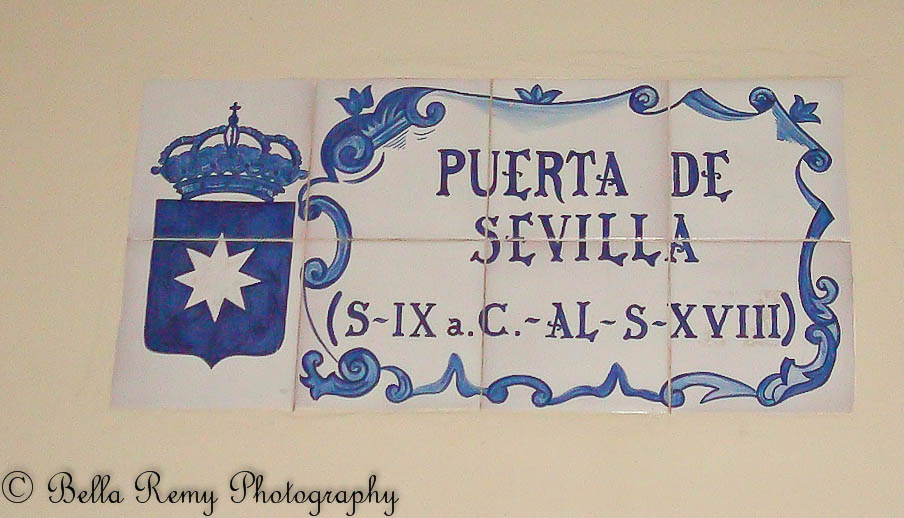 PUERTA DE
SEVILLA
(S-IX a. C.-AL-S-XVIII)
© Bella Remy Photography